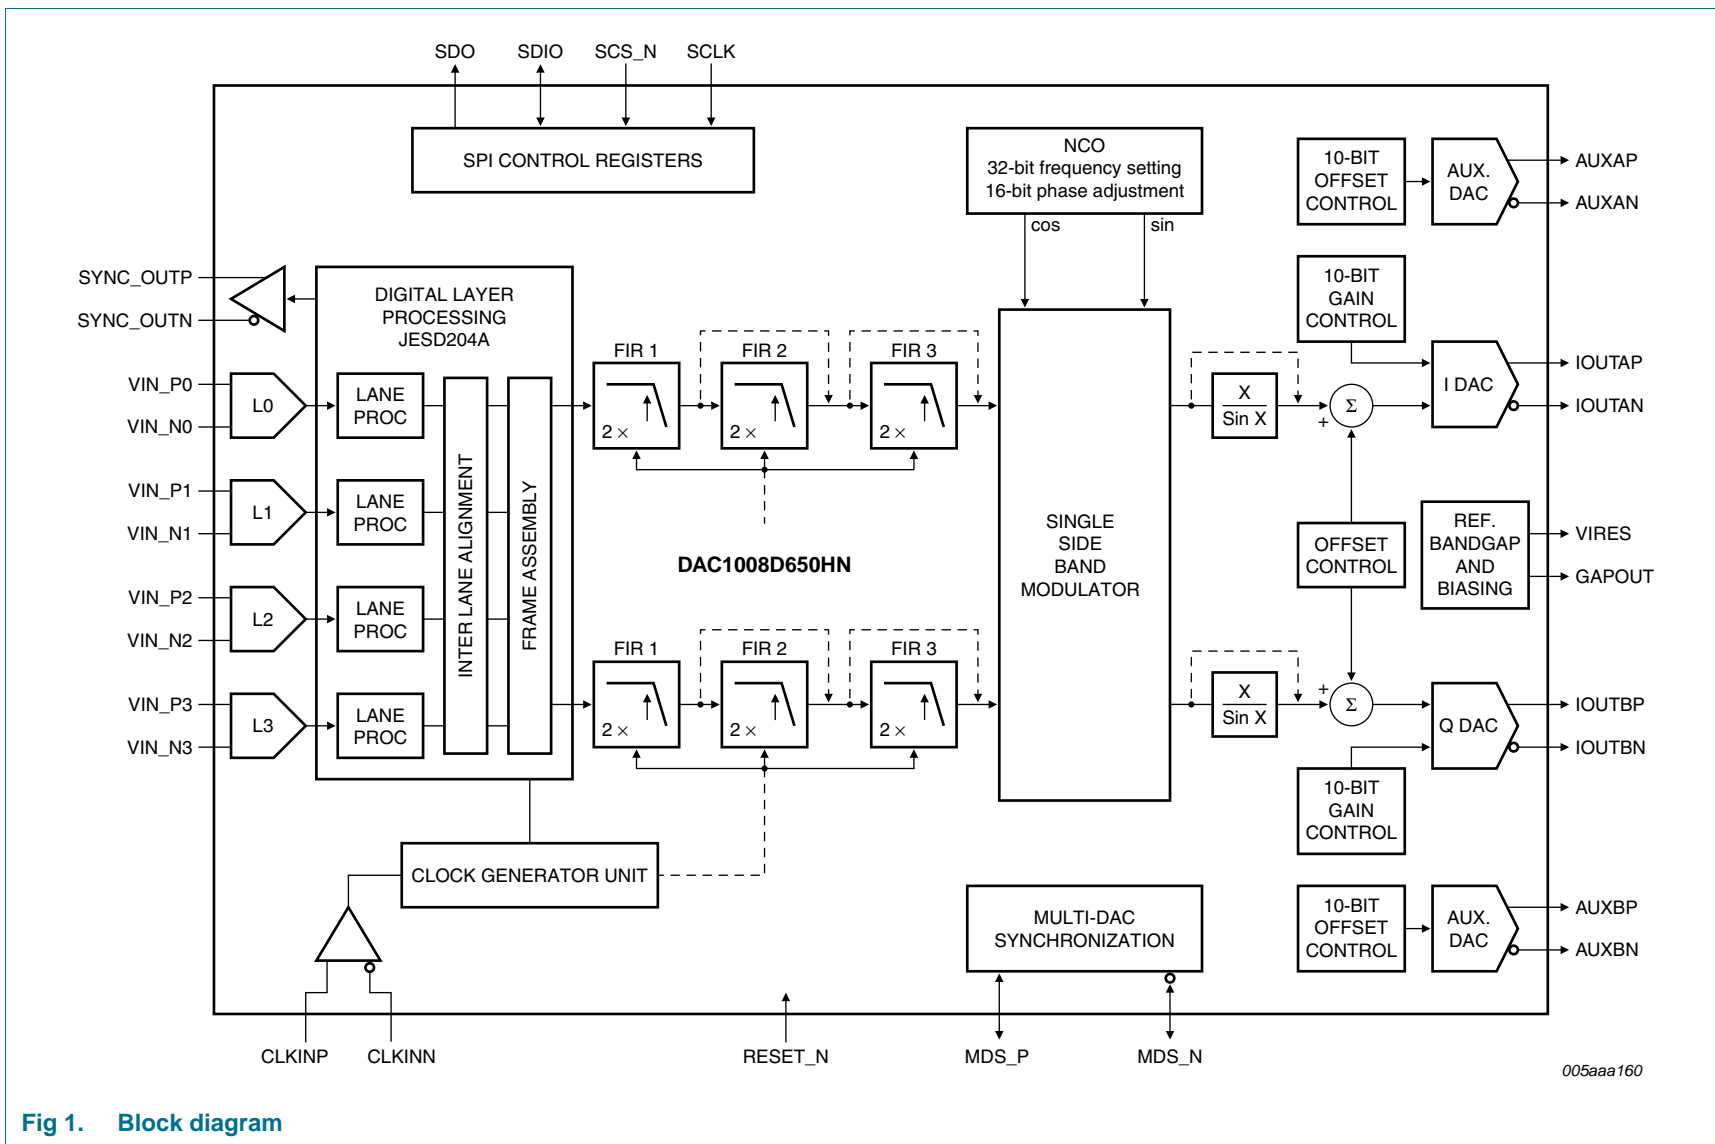 SDO SDIO SCS_N SCLK
SPI CONTROL REGISTERS
NCO
32-bit frequency setting
16-bit phase adjustment
cos sin
10-BIT
OFFSET
CONTROL
AUX.
DAC
AUXAP
AUXAN
SYNC_OUTP
SYNC_OUTN
DIGITAL LAYER
PROCESSING
JESD204A
10-BIT
GAIN
CONTROL
VIN_P0
VIN_N0
L0
LANE
PROC
VIN_P1
VIN_N1
L1
LANE
PROC
VIN_P2
VIN_N2
L2
LANE
PROC
VIN_P3
VIN_N3
L3
LANE
PROC
INTER LANE ALIGNMENT
FRAME ASSEMBLY
FIR 1 FIR 2 FIR 3
2 × 2 × 2 ×
DAC1008D650HN
FIR 1 FIR 2 FIR 3
2 × 2 × 2 ×
SINGLE
SIDE
BAND
MODULATOR
X
Sin X
+
Σ
I DAC
IOUTAP
IOUTAN
OFFSET
CONTROL
REF.
BANDGAP
AND
BIASING
VIRES
GAPOUT
X
Sin X
+
Σ
Q DAC
IOUTBP
IOUTBN
10-BIT
GAIN
CONTROL
CLOCK GENERATOR UNIT
MULTI-DAC
SYNCHRONIZATION
10-BIT
OFFSET
CONTROL
AUX.
DAC
AUXBP
AUXBN
CLKINP CLKINN RESET_N MDS_P MDS_N
005aaa160
Fig 1. Block diagram